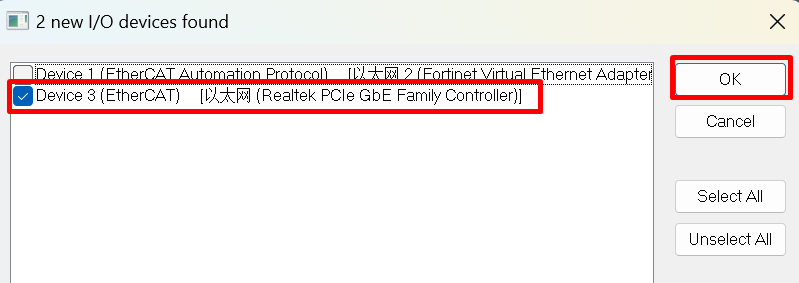 2 new I/O devices found
Device 1 (EtherCAT Automation Protocol) [以太网 2 (Fortinet Virtual Ethernet Adapter
Device 3 (EtherCAT) [以太网 (Realtek PCIe GbE Family Controller)]
OK
Cancel
Select All
Unselect All